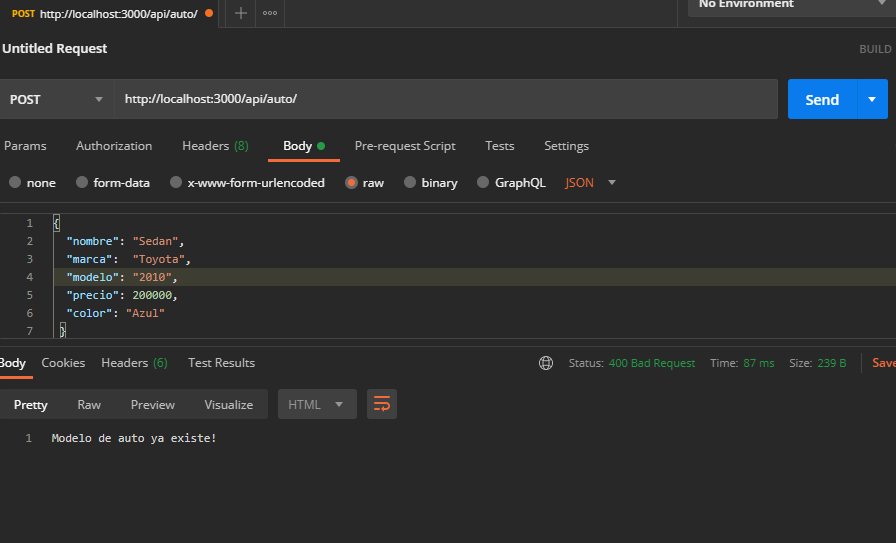 POST http://localhost:3000/api/auto/ No Environment
Untitled Request BUILD
POST http://localhost:3000/api/auto/ Send
Params Authorization Headers (8) Body Pre-request Script Tests Settings
none form-data x-www-form-urlencoded raw binary GraphQL JSON
1 {
2 "nombre": "Sedan",
3 "marca": "Toyota",
4 "modelo": "2010",
5 "precio": 200000,
6 "color": "Azul"
7 }
Body Cookies Headers (6) Test Results Status: 400 Bad Request Time: 87 ms Size: 239 B Save
Pretty Raw Preview Visualize HTML
1 Modelo de auto ya existe!